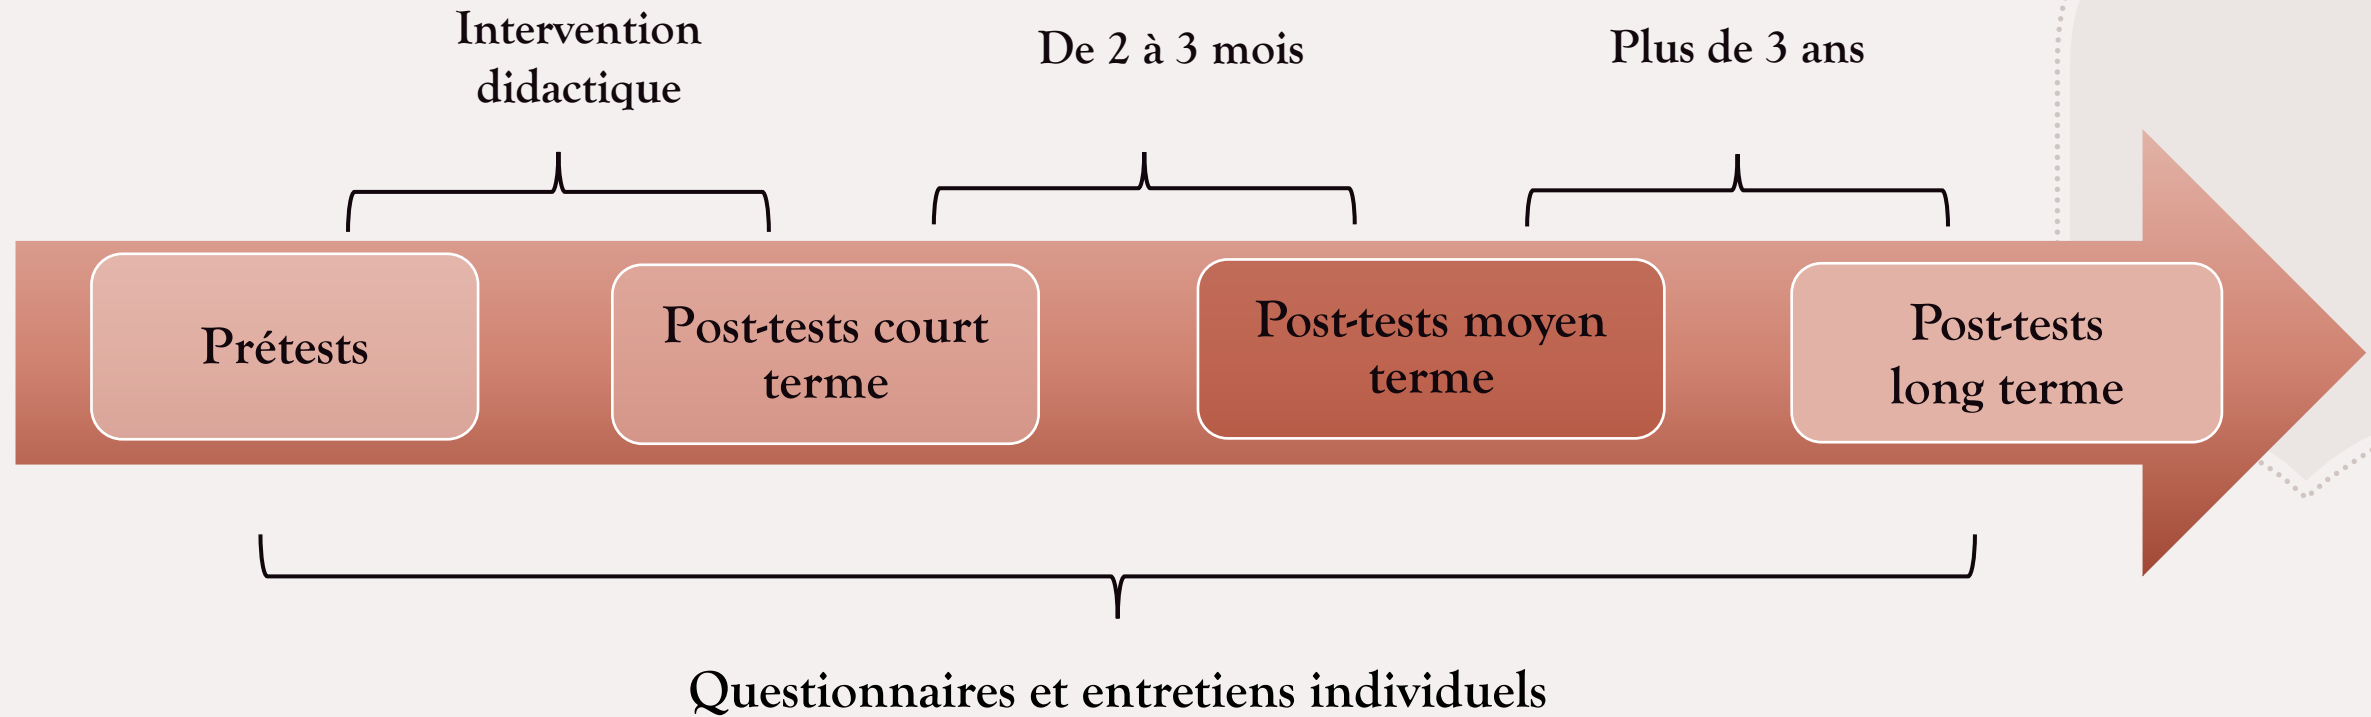 Intervention
didactique
De 2 à 3 mois
Plus de 3 ans
Prétests
Post-tests court
terme
Post-tests moyen
terme
Post-tests
long terme
Questionnaires et entretiens individuels